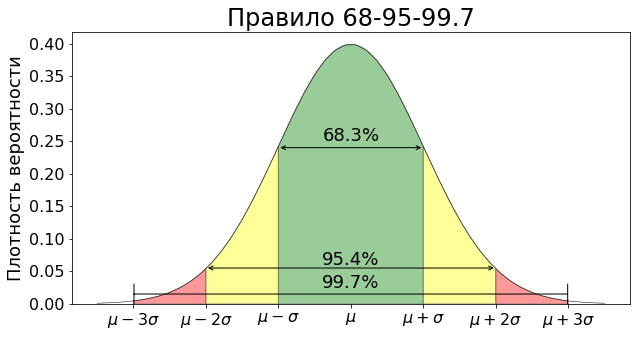 Правило 68-95-99.7
Плотность вероятности
0.40
0.35
0.30
0.25
0.20
0.15
0.10
0.05
0.00
68.3%
95.4%
99.7%
μ − 3σ
μ − 2σ
μ − σ
μ
μ + σ
μ + 2σ
μ + 3σ